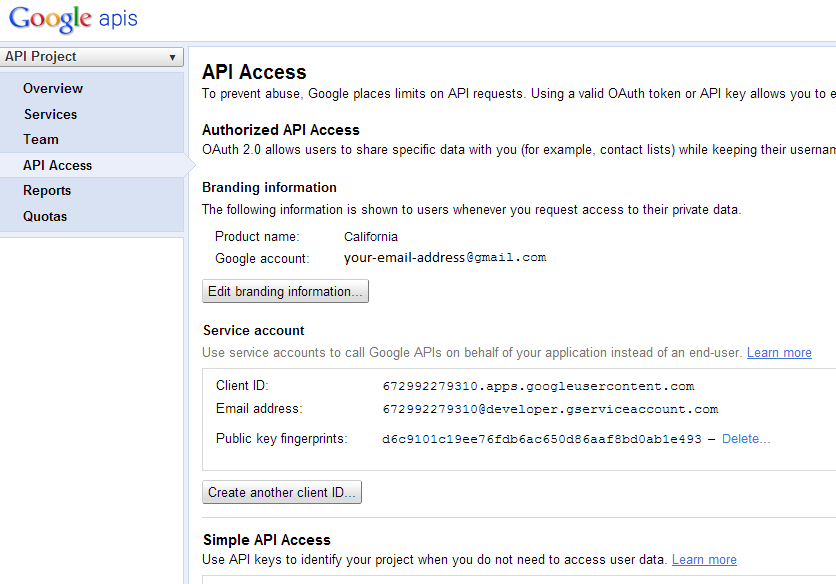 Google apis
API Project
Overview
Services
Team
API Access
Reports
Quotas
API Access
To prevent abuse, Google places limits on API requests. Using a valid OAuth token or API key allows you to e
Authorized API Access
OAuth 2.0 allows users to share specific data with you (for example, contact lists) while keeping their usernam
Branding information
The following information is shown to users whenever you request access to their private data.
Product name: California
Google account: your-email-address@gmail.com
Edit branding information...
Service account
Use service accounts to call Google APIs on behalf of your application instead of an end-user. Learn more
Client ID: 672992279310.apps.googleusercontent.com
Email address: 672992279310@developer.gserviceaccount.com
Public key fingerprints: d6c9101c19ee76fdb6ac650d86aaf8bd0ab1e493 – Delete...
Create another client ID...
Simple API Access
Use API keys to identify your project when you do not need to access user data. Learn more